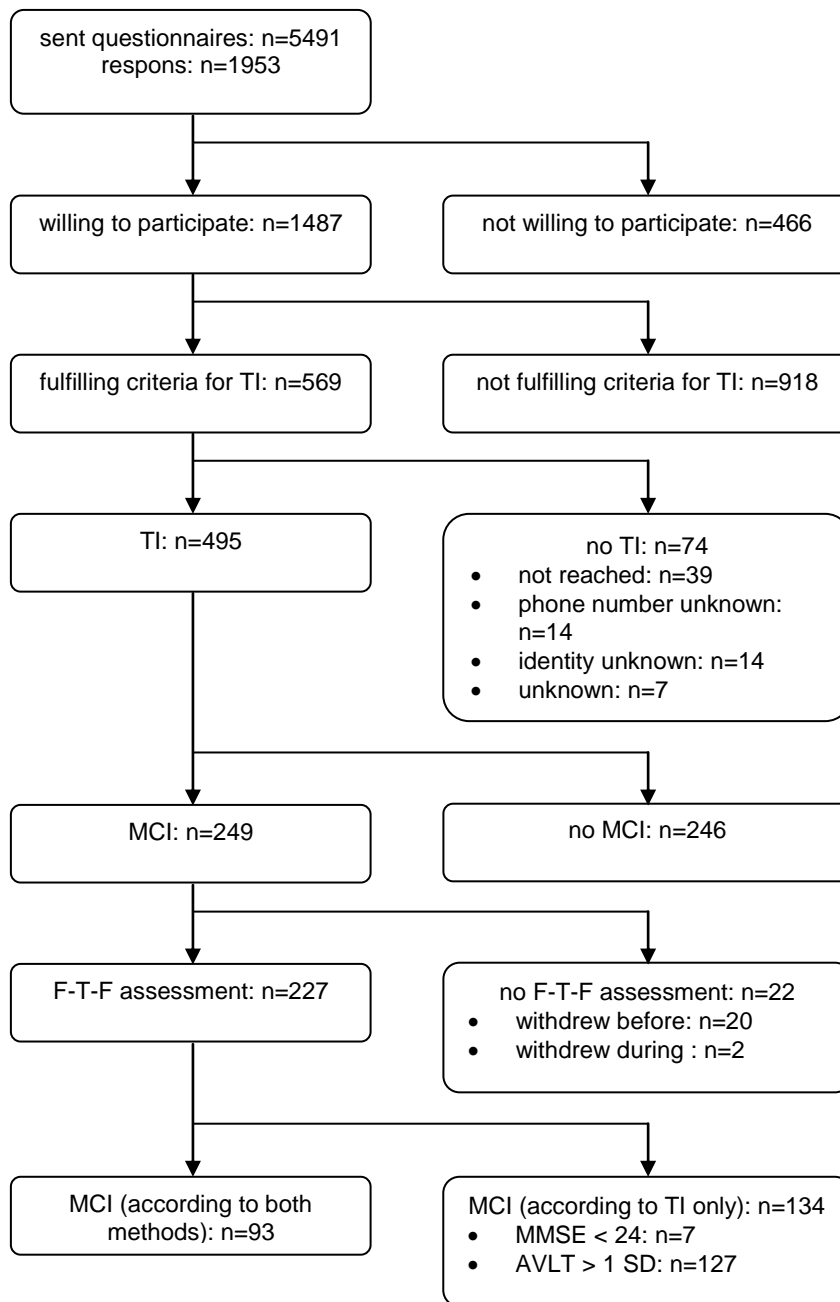 sent questionnaires: n=5491
respons: n=1953
willing to participate: n=1487
not willing to participate: n=466
fulfilling criteria for TI: n=569
not fulfilling criteria for TI: n=918
TI: n=495
no TI: n=74
• not reached: n=39
• phone number unknown:
n=14
• identity unknown: n=14
• unknown: n=7
MCI: n=249
no MCI: n=246
F-T-F assessment: n=227
no F-T-F assessment: n=22
• withdrew before: n=20
• withdrew during : n=2
MCI (according to both
methods): n=93
MCI (according to TI only): n=134
• MMSE < 24: n=7
• AVLT > 1 SD: n=127